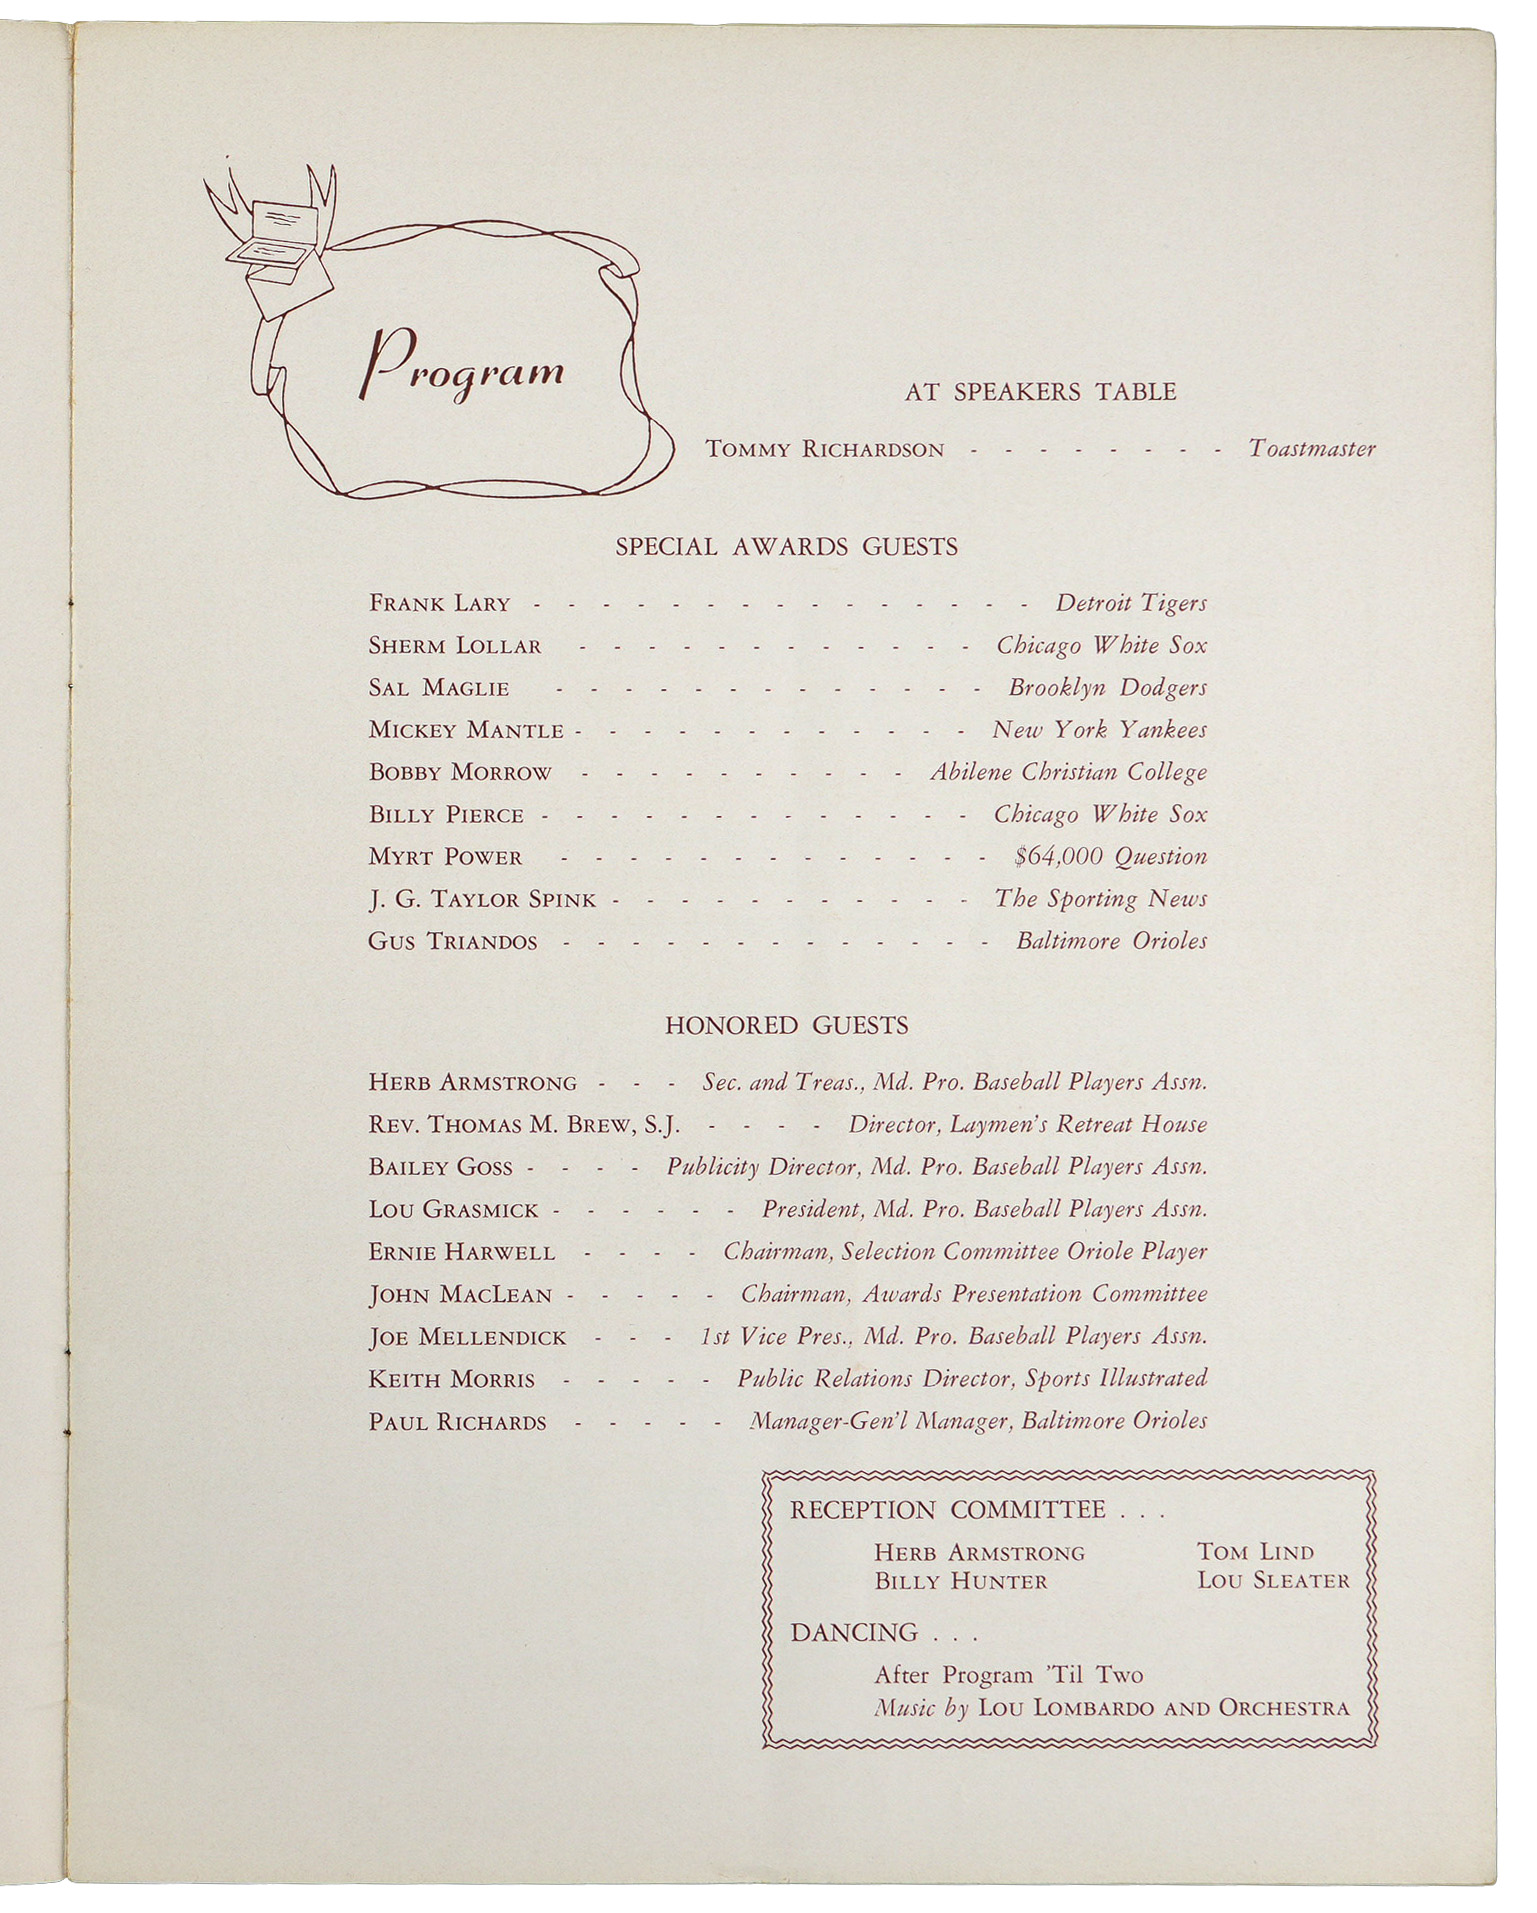 Program
AT SPEAKERS TABLE
TOMMY RICHARDSON - - - - - - - - Toastmaster
SPECIAL AWARDS GUESTS
FRANK LARY - - - - - - - - - - - - - - - Detroit Tigers
SHERM LOLLAR - - - - - - - - - - - - Chicago White Sox
SAL MAGLIE - - - - - - - - - - - - - Brooklyn Dodgers
MICKEY MANTLE - - - - - - - - - - - - New York Yankees
BOBBY MORROW - - - - - - - - - - Abilene Christian College
BILLY PIERCE - - - - - - - - - - - - - Chicago White Sox
MYRT POWER - - - - - - - - - - - - - $64,000 Question
J. G. TAYLOR SPINK - - - - - - - - - - - The Sporting News
GUS TRIANDOS - - - - - - - - - - - - - Baltimore Orioles
HONORED GUESTS
HERB ARMSTRONG - - - Sec. and Treas., Md. Pro. Baseball Players Assn.
REV. THOMAS M. BREW, S.J. - - - - Director, Laymen's Retreat House
BAILEY GOSS - - - - Publicity Director, Md. Pro. Baseball Players Assn.
LOU GRASMICK - - - - - - President, Md. Pro. Baseball Players Assn.
ERNIE HARWELL - - - - Chairman, Selection Committee Oriole Player
JOHN MACLEAN - - - - - Chairman, Awards Presentation Committee
JOE MELLENDICK - - - 1st Vice Pres., Md. Pro. Baseball Players Assn.
KEITH MORRIS - - - - - Public Relations Director, Sports Illustrated
PAUL RICHARDS - - - - - Manager-Gen'l Manager, Baltimore Orioles
RECEPTION COMMITTEE . . .
HERB ARMSTRONG TOM LIND
BILLY HUNTER LOU SLEATER
DANCING . . .
After Program 'Til Two
Music by LOU LOMBARDO AND ORCHESTRA